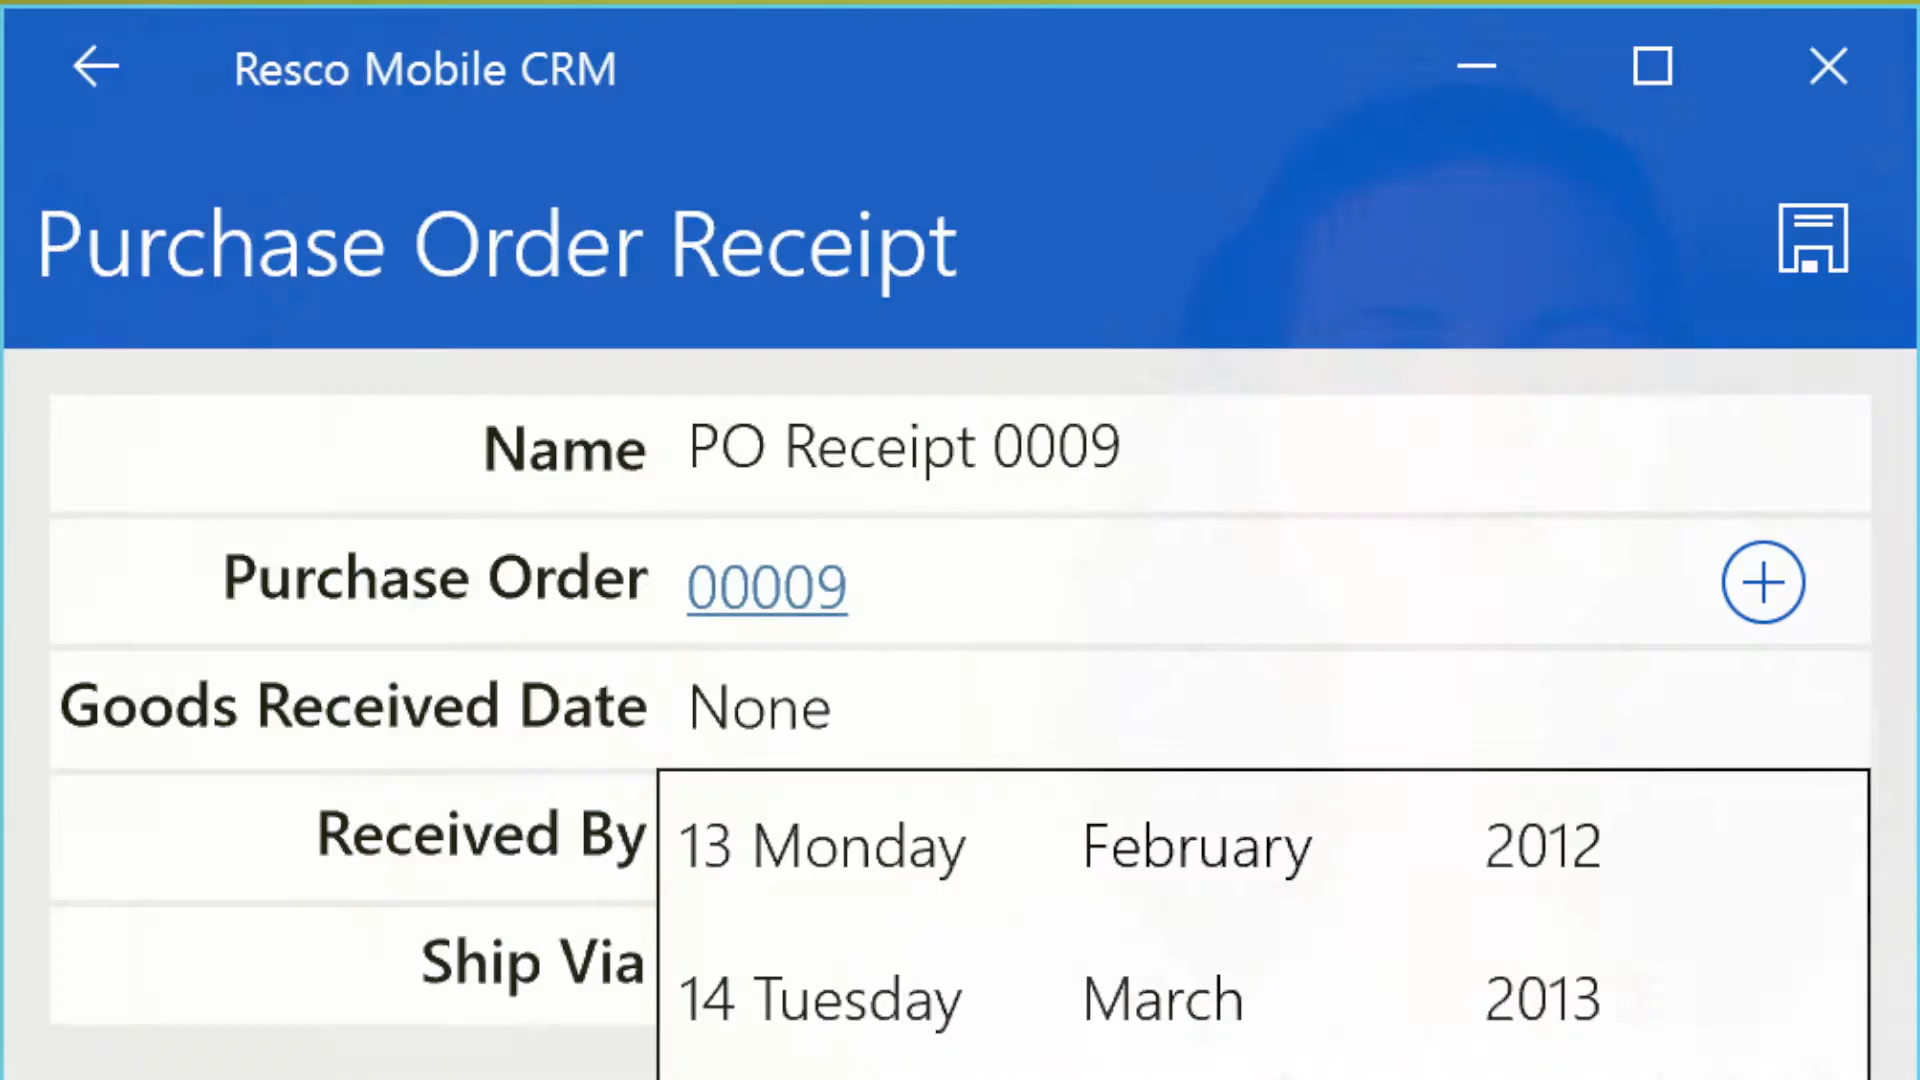 Resco Mobile CRM
Purchase Order Receipt
Name PO Receipt 0009
Purchase Order 00009
Goods Received Date None
Received By
13 Monday February 2012
Ship Via
14 Tuesday March 2013